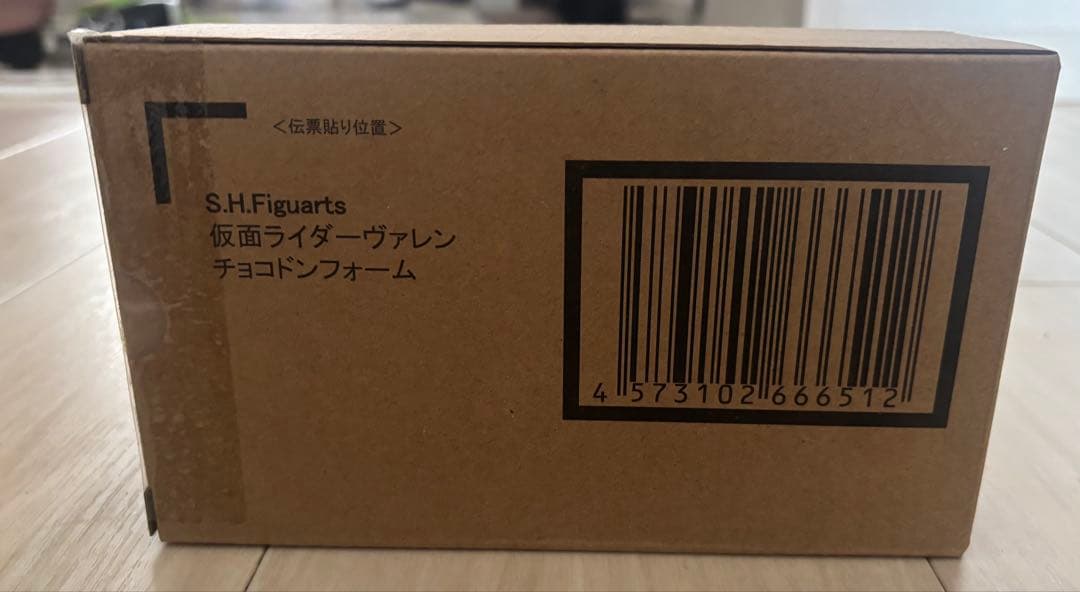 ＜伝票貼り位置＞
S.H.Figuarts
仮面ライダーヴァレン
チョコドンフォーム
4 573102 666512